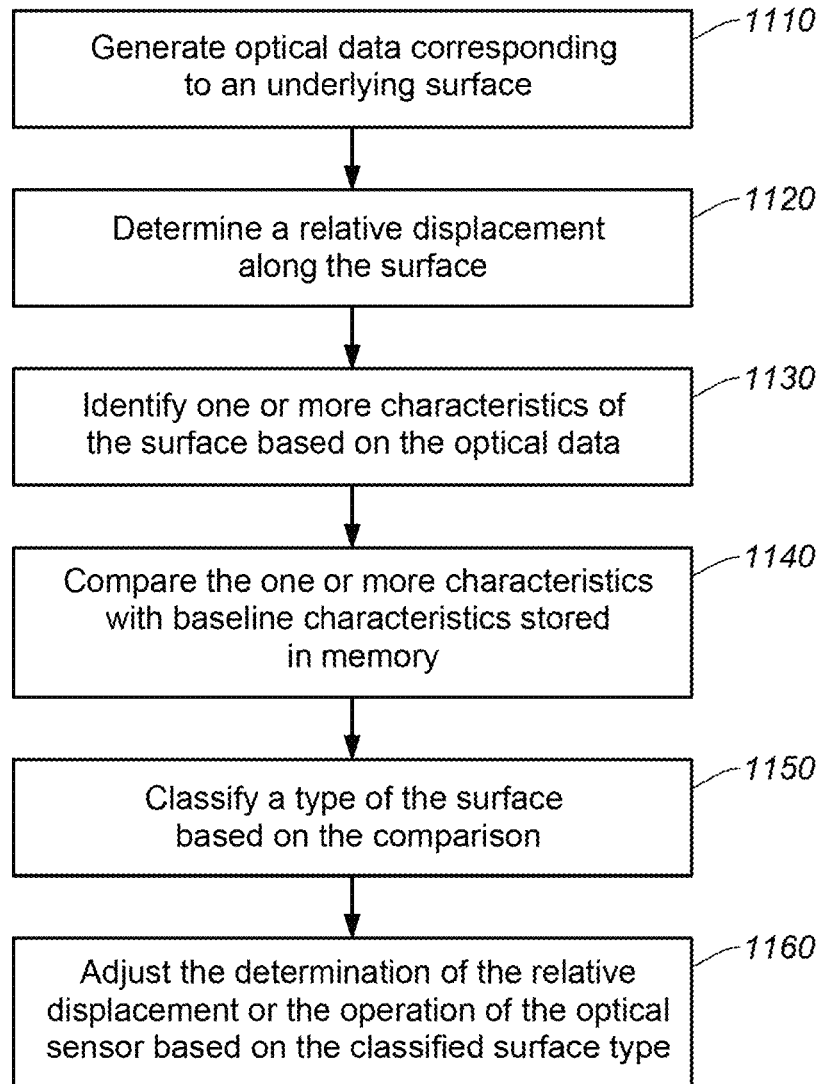 1110
Generate optical data corresponding
to an underlying surface
1120
Determine a relative displacement
along the surface
1130
Identify one or more characteristics of
the surface based on the optical data
1140
Compare the one or more characteristics
with baseline characteristics stored
in memory
1150
Classify a type of the surface
based on the comparison
1160
Adjust the determination of the relative
displacement or the operation of the optical
sensor based on the classified surface type